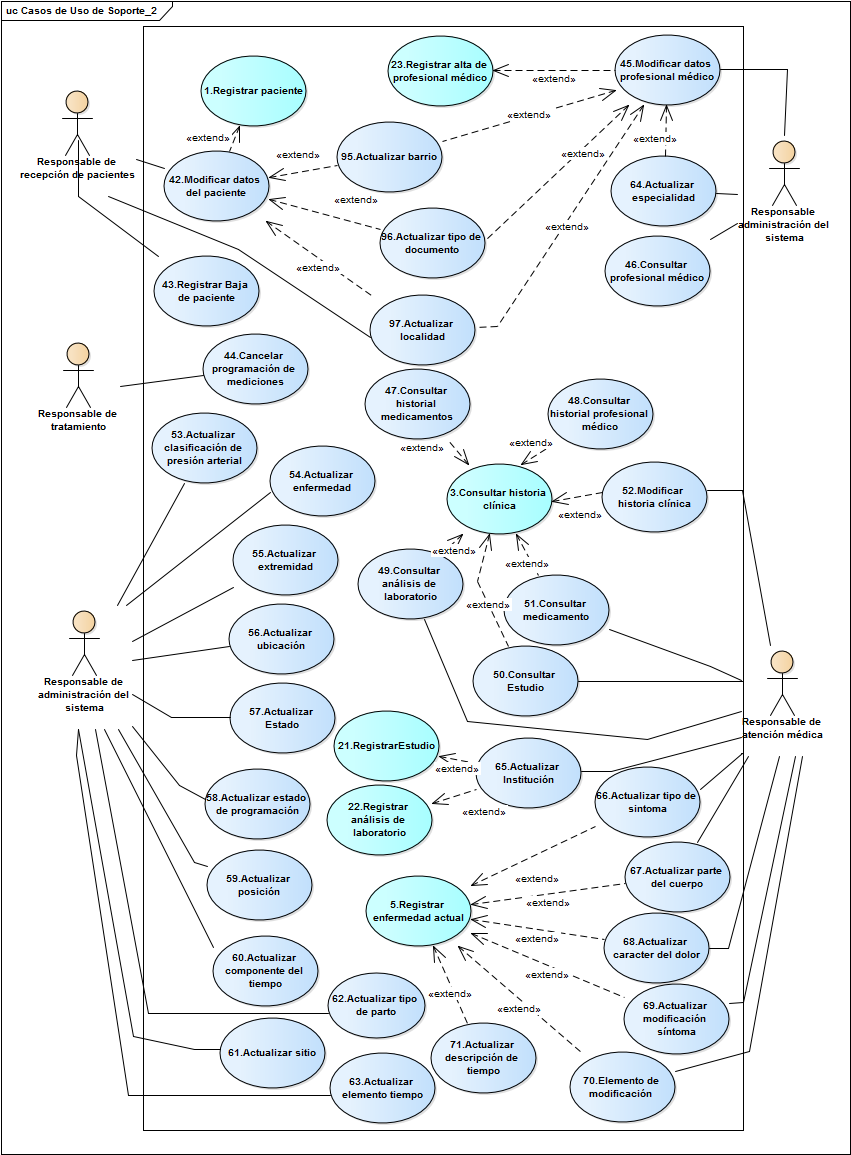 uc Casos de Uso de Soporte_2
23.Registrar alta de
profesional médico
45.Modificar datos
profesional médico
«extend»
1.Registrar paciente
«extend»
Responsable de
recepción de pacientes
«extend»
95.Actualizar barrio
«extend»
«extend»
«extend»
42.Modificar datos
del paciente
64.Actualizar
especialidad
Responsable
administración del
sistema
«extend»
96.Actualizar tipo de
documento
«extend»
46.Consultar
profesional médico
«extend»
43.Registrar Baja
de paciente
97.Actualizar
localidad
44.Cancelar
programación de
mediciones
Responsable de
tratamiento
47.Consultar
historial
medicamentos
48.Consultar
historial profesional
médico
53.Actualizar
clasificación de
presión arterial
«extend»
«extend»
54.Actualizar
enfermedad
3.Consultar historia
clínica
52.Modificar
historia clínica
«extend»
55.Actualizar
extremidad
«extend»
«extend»
49.Consultar
análisis de
laboratorio
«extend»
51.Consultar
medicamento
56.Actualizar
ubicación
50.Consultar
Estudio
Responsable de
administración del
sistema
57.Actualizar
Estado
Responsable de
atención médica
21.RegistrarEstudio
«extend»
65.Actualizar
Institución
58.Actualizar estado
de programación
22.Registrar
análisis de
laboratorio
«extend»
66.Actualizar tipo de
sintoma
59.Actualizar
posición
«extend»
67.Actualizar parte
del cuerpo
5.Registrar
enfermedad actual
«extend»
«extend»
68.Actualizar
caracter del dolor
60.Actualizar
componente del
tiempo
«extend»
«extend»
«extend»
62.Actualizar tipo
de parto
69.Actualizar
modificación
síntoma
61.Actualizar sitio
71.Actualizar
descripción de
tiempo
63.Actualizar
elemento tiempo
70.Elemento de
modificación